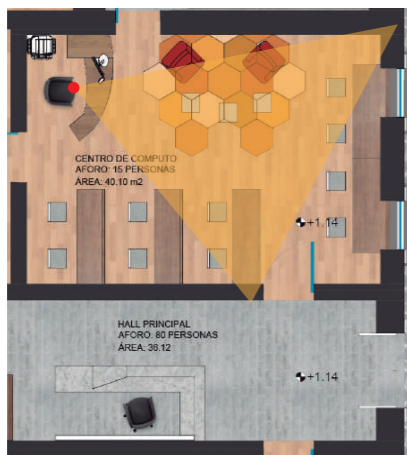 CENTRO DE COMPUTO
AFORO: 15 PERSONAS
ÁREA: 40.10 m2
+1.14
HALL PRINCIPAL
AFORO: 80 PERSONAS
ÁREA: 36.12
+1.14